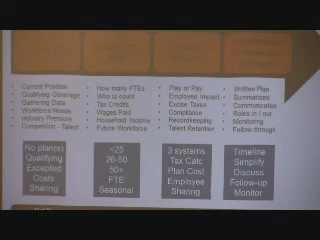 • Current Position
• Qualifying Coverage
• Gathering Data
• Workforce Needs
• Industry Pressure
• Competition - Talent
• How many FTEs
• Who to count
• Tax Credits
• Wages Paid
• Household Income
• Future Workforce
• Play or Pay
• Employee Impact
• Excise Taxes
• Compliance
• Recordkeeping
• Talent Retention
• Written Plan
• Summarized
• Communicated
• Roles in / out
• Monitoring
• Follow-through
No plan(s)
Qualifying
Excepted
Costs
Sharing
<25
26-50
50+
FTE
Seasonal
3 systems
Tax Calc
Plan Cost
Employee
Sharing
Timeline
Simplify
Discuss
Follow-up
Monitor